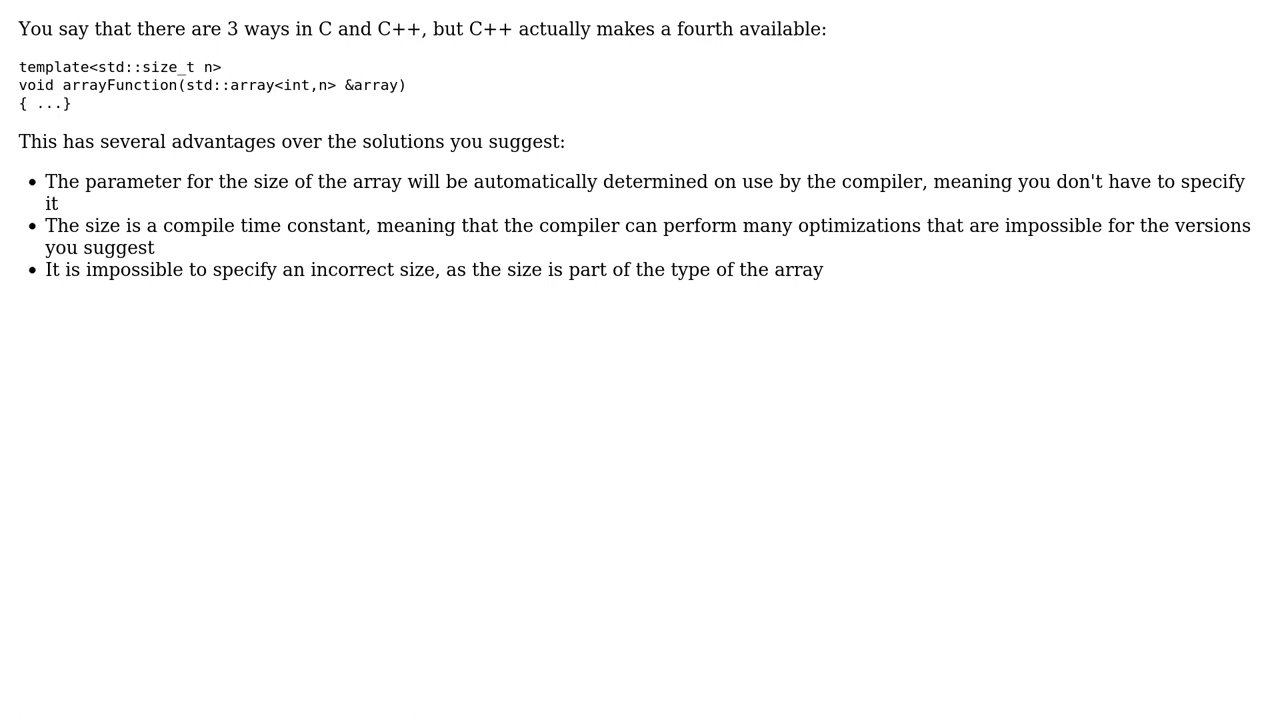 You say that there are 3 ways in C and C++, but C++ actually makes a fourth available:
template<std::size_t n>
void arrayFunction(std::array<int,n> &array)
{ ...}
This has several advantages over the solutions you suggest:
• The parameter for the size of the array will be automatically determined on use by the compiler, meaning you don't have to specify
it
• The size is a compile time constant, meaning that the compiler can perform many optimizations that are impossible for the versions
you suggest
• It is impossible to specify an incorrect size, as the size is part of the type of the array